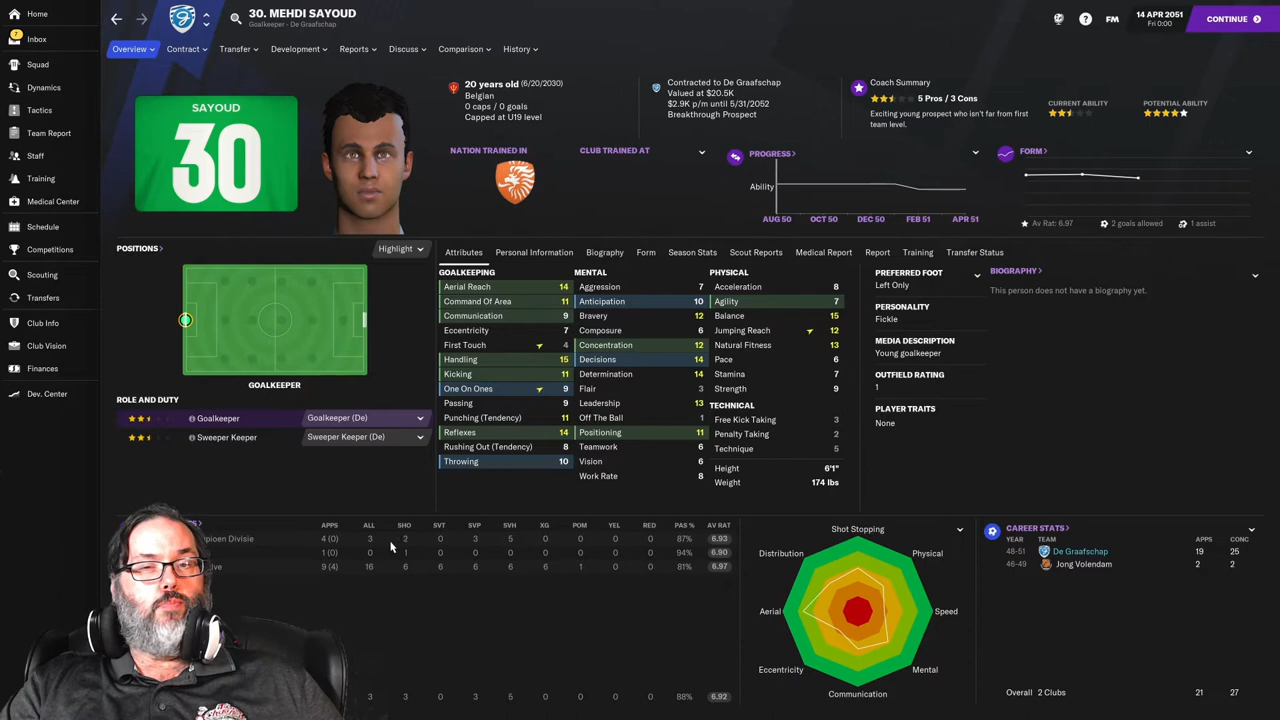 Home
30. MEHDI SAYOUD
Goalkeeper - De Graafschap
14 APR 2051
Fri 0:00
FM
CONTINUE
7
Inbox
Overview
Contract
Transfer
Development
Reports
Discuss
Comparison
History
Squad
Dynamics
Tactics
Team Report
Staff
Training
Medical Center
Schedule
Competitions
Scouting
Transfers
Club Info
Club Vision
Finances
Dev. Center
SAYOUD
30
20 years old (6/20/2030)
Belgian
0 caps / 0 goals
Capped at U19 level
Contracted to De Graafschap
Valued at $20.5K
$2.9K p/m until 5/31/2052
Breakthrough Prospect
Coach Summary
5 Pros / 3 Cons
Exciting young prospect who isn't far from first
team level.
CURRENT ABILITY
POTENTIAL ABILITY
NATION TRAINED IN
CLUB TRAINED AT
PROGRESS
Ability
AUG 50 OCT 50 DEC 50 FEB 51 APR 51
FORM
Av Rat: 6.97 2 goals allowed 1 assist
POSITIONS
Highlight
GOALKEEPER
ROLE AND DUTY
Goalkeeper Goalkeeper (De)
Sweeper Keeper Sweeper Keeper (De)
Attributes Personal Information Biography Form Season Stats Scout Reports Medical Report Report Training Transfer Status
GOALKEEPING
Aerial Reach 14
Command Of Area 11
Communication 9
Eccentricity 7
First Touch 4
Handling 15
Kicking 11
One On Ones 9
Passing 9
Punching (Tendency) 11
Reflexes 14
Rushing Out (Tendency) 8
Throwing 10
MENTAL
Aggression 7
Anticipation 10
Bravery 12
Composure 6
Concentration 12
Decisions 14
Determination 14
Flair 3
Leadership 13
Off The Ball 1
Positioning 11
Teamwork 6
Vision 6
Work Rate 8
PHYSICAL
Acceleration 8
Agility 7
Balance 15
Jumping Reach 12
Natural Fitness 13
Pace 6
Stamina 7
Strength 9
TECHNICAL
Free Kick Taking 3
Penalty Taking 2
Technique 5
Height 6'1"
Weight 174 lbs
PREFERRED FOOT
Left Only
PERSONALITY
Fickle
MEDIA DESCRIPTION
Young goalkeeper
OUTFIELD RATING
1
PLAYER TRAITS
None
BIOGRAPHY
This person does not have a biography yet.
APPS ALL SHO SVT SVP SVH XG POM YEL RED PAS % AV RAT
4 (0) 3 2 0 3 5 0 0 0 0 87% 6.93
1 (0) 0 1 0 0 0 0 0 0 0 94% 6.90
9 (4) 16 6 6 6 6 6 1 0 0 81% 6.97
3 3 0 3 5 0 0 0 0 88% 6.92
Shot Stopping
Physical
Speed
Mental
Communication
Eccentricity
Aerial
Distribution
CAREER STATS
YEAR TEAM APPS CONC
48-51 De Graafschap 19 25
46-49 Jong Volendam 2 2
Overall 2 Clubs 21 27